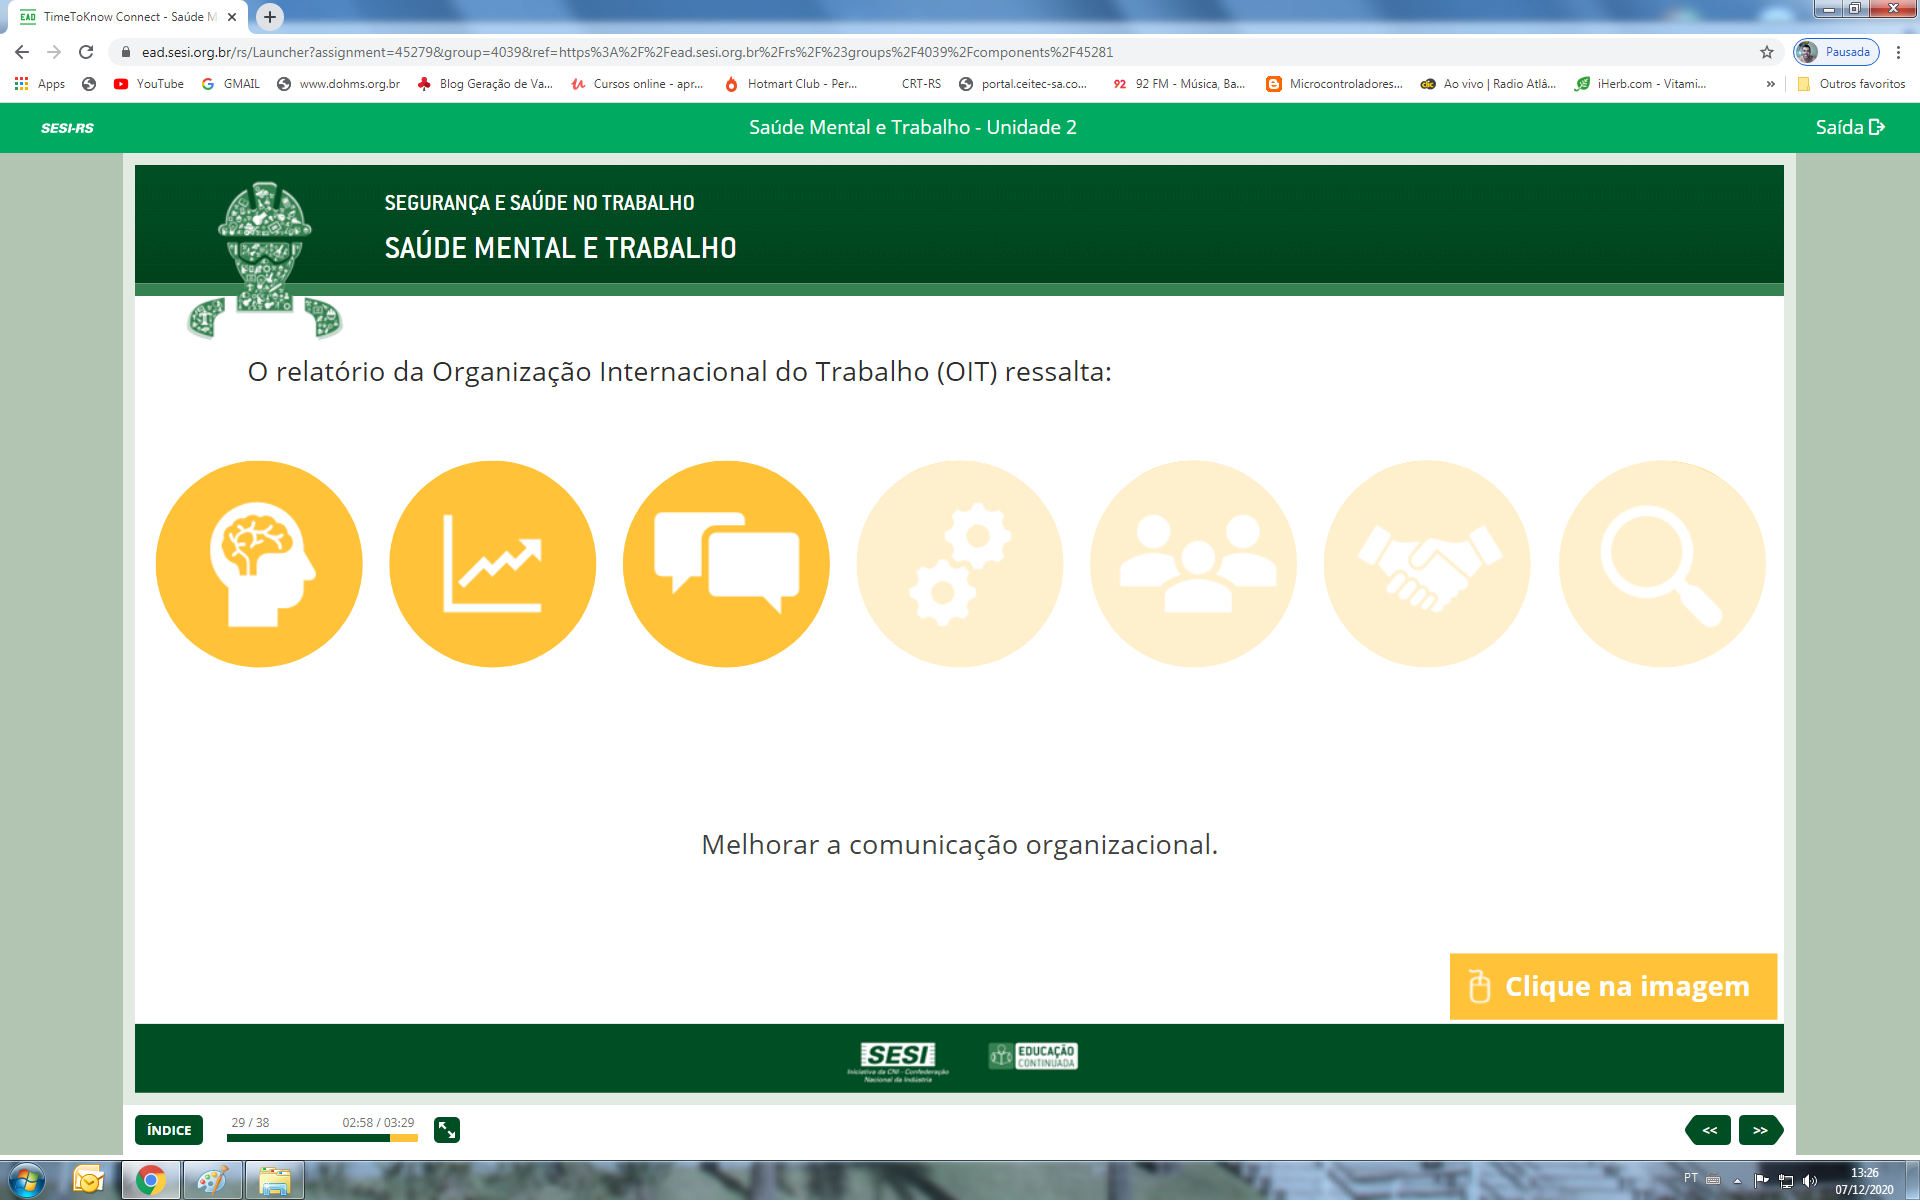 EAD TimeToKnow Connect - Saúde M
ead.sesi.org.br/rs/Launcher?assignment=45279&group=4039&ref=https%3A%2F%2Fead.sesi.org.br%2Frs%2F%23groups%2F4039%2Fcomponents%2F45281
Pausada
Apps YouTube GMAIL www.dohms.org.br Blog Geração de Va... Cursos online - apr... Hotmart Club - Per... CRT-RS portal.ceitec-sa.co... 92 92 FM - Música, Ba... Microcontroladores... Ao vivo | Radio Atlâ... iHerb.com - Vitami... » Outros favoritos
SESI-RS
Saúde Mental e Trabalho - Unidade 2
Saída
SEGURANÇA E SAÚDE NO TRABALHO
SAÚDE MENTAL E TRABALHO
O relatório da Organização Internacional do Trabalho (OIT) ressalta:
Melhorar a comunicação organizacional.
Clique na imagem
SESI
Iniciativa da CNI - Confederação
Nacional da Indústria
EDUCAÇÃO
CONTINUADA
ÍNDICE
29 / 38
02:58 / 03:29
<<
>>
PT
13:26
07/12/2020